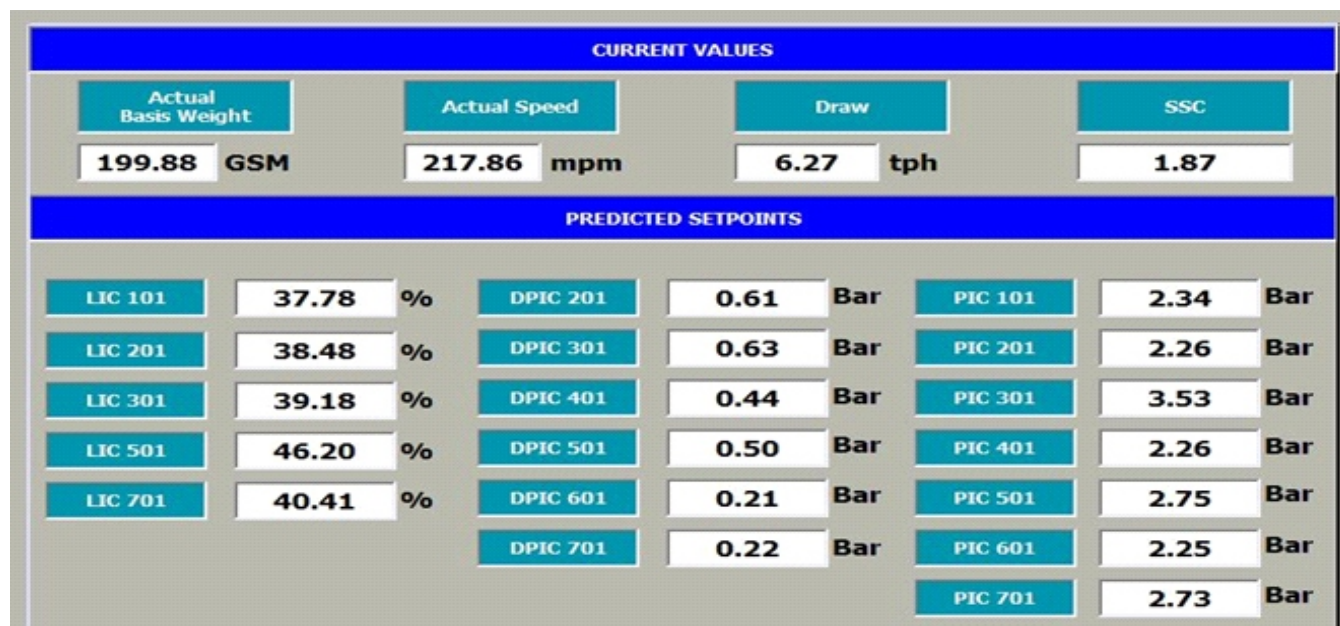 CURRENT VALUES
Actual Basis Weight Actual Speed Draw SSC
199.88 GSM 217.86 mpm 6.27 tph 1.87
PREDICTED SETPOINTS
LIC 101 37.78 % DPIC 201 0.61 Bar PIC 101 2.34 Bar
LIC 201 38.48 % DPIC 301 0.63 Bar PIC 201 2.26 Bar
LIC 301 39.18 % DPIC 401 0.44 Bar PIC 301 3.53 Bar
LIC 501 46.20 % DPIC 501 0.50 Bar PIC 401 2.26 Bar
LIC 701 40.41 % DPIC 601 0.21 Bar PIC 501 2.75 Bar
DPIC 701 0.22 Bar PIC 601 2.25 Bar
PIC 701 2.73 Bar